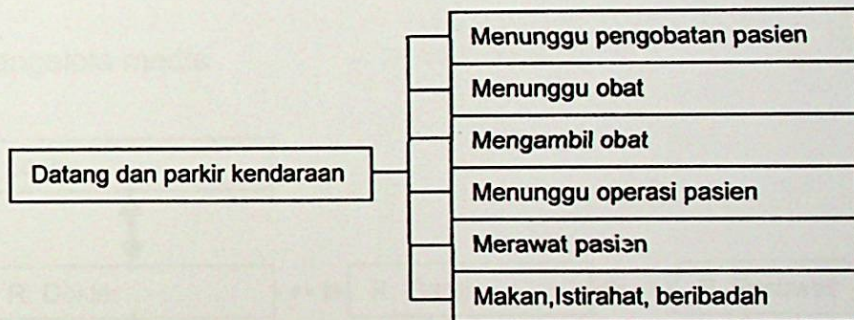 Menunggu pengobatan pasien
Menunggu obat
Mengambil obat
Datang dan parkir kendaraan
Menunggu operasi pasien
Merawat pasien
Makan,Istirahat, beribadah